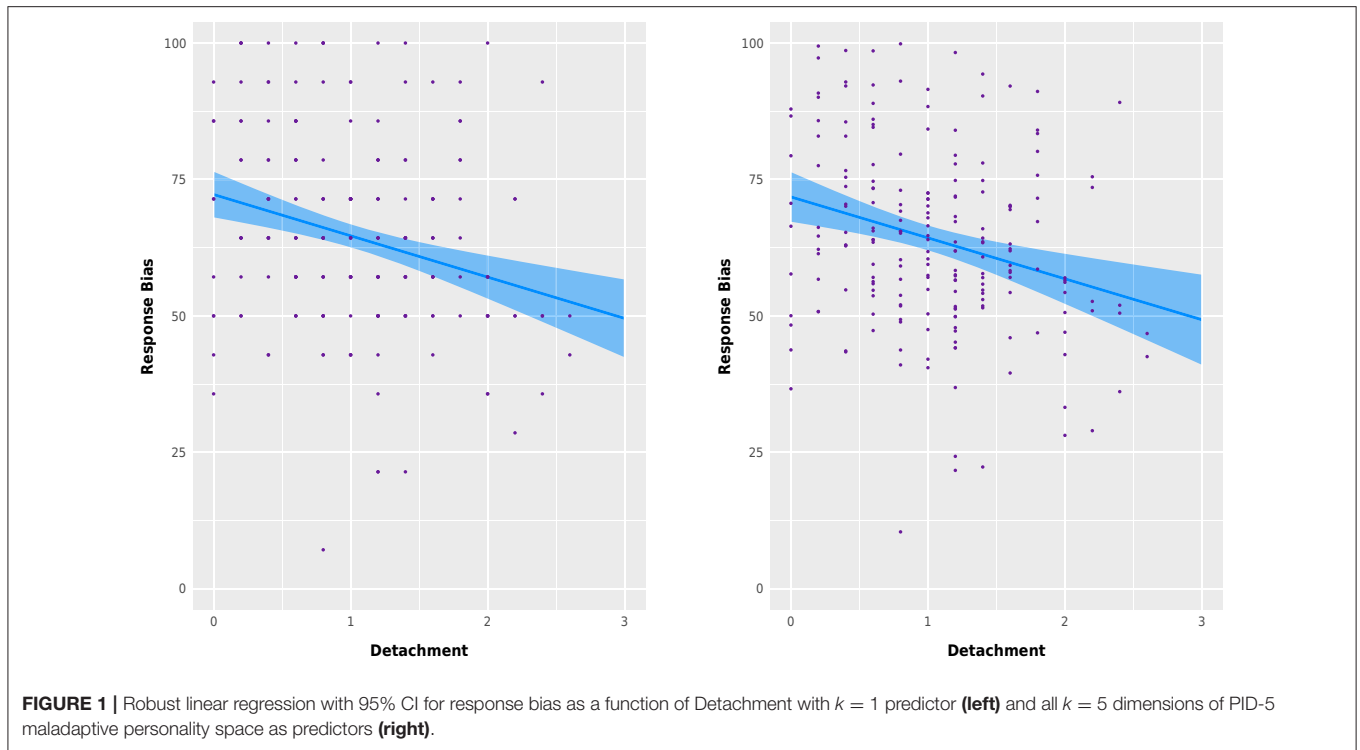 100
75
50
25
0
Response Bias
0 1 2 3
Detachment
100
75
50
25
0
Response Bias
0 1 2 3
Detachment
FIGURE 1 | Robust linear regression with 95% CI for response bias as a function of Detachment with k = 1 predictor (left) and all k = 5 dimensions of PID-5
maladaptive personality space as predictors (right).